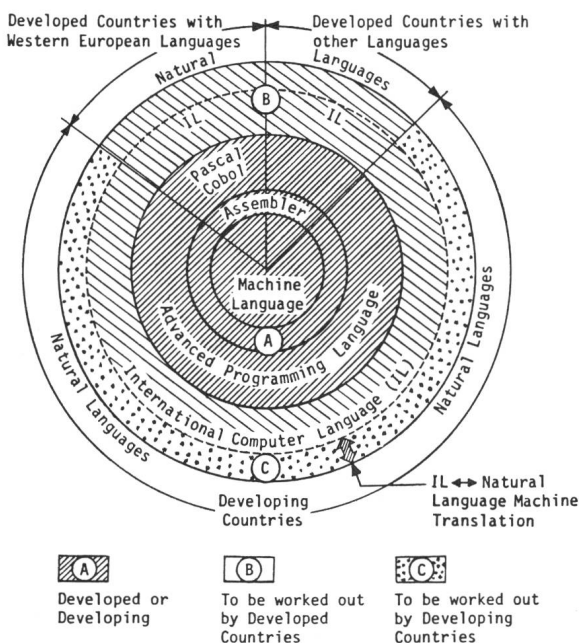 Developed Countries with
Western European Languages
Developed Countries with
other Languages
Natural
Languages
B
IL
IL
Pascal
Cobol
Assembler
Machine
Language
A
Advanced Programming Language
International Computer Language (IL)
Natural Languages
Natural Languages
C
Developing
Countries
IL ↔ Natural
Language Machine
Translation
A
Developed or
Developing
B
To be worked out
by Developed
Countries
C
To be worked out
by Developing
Countries